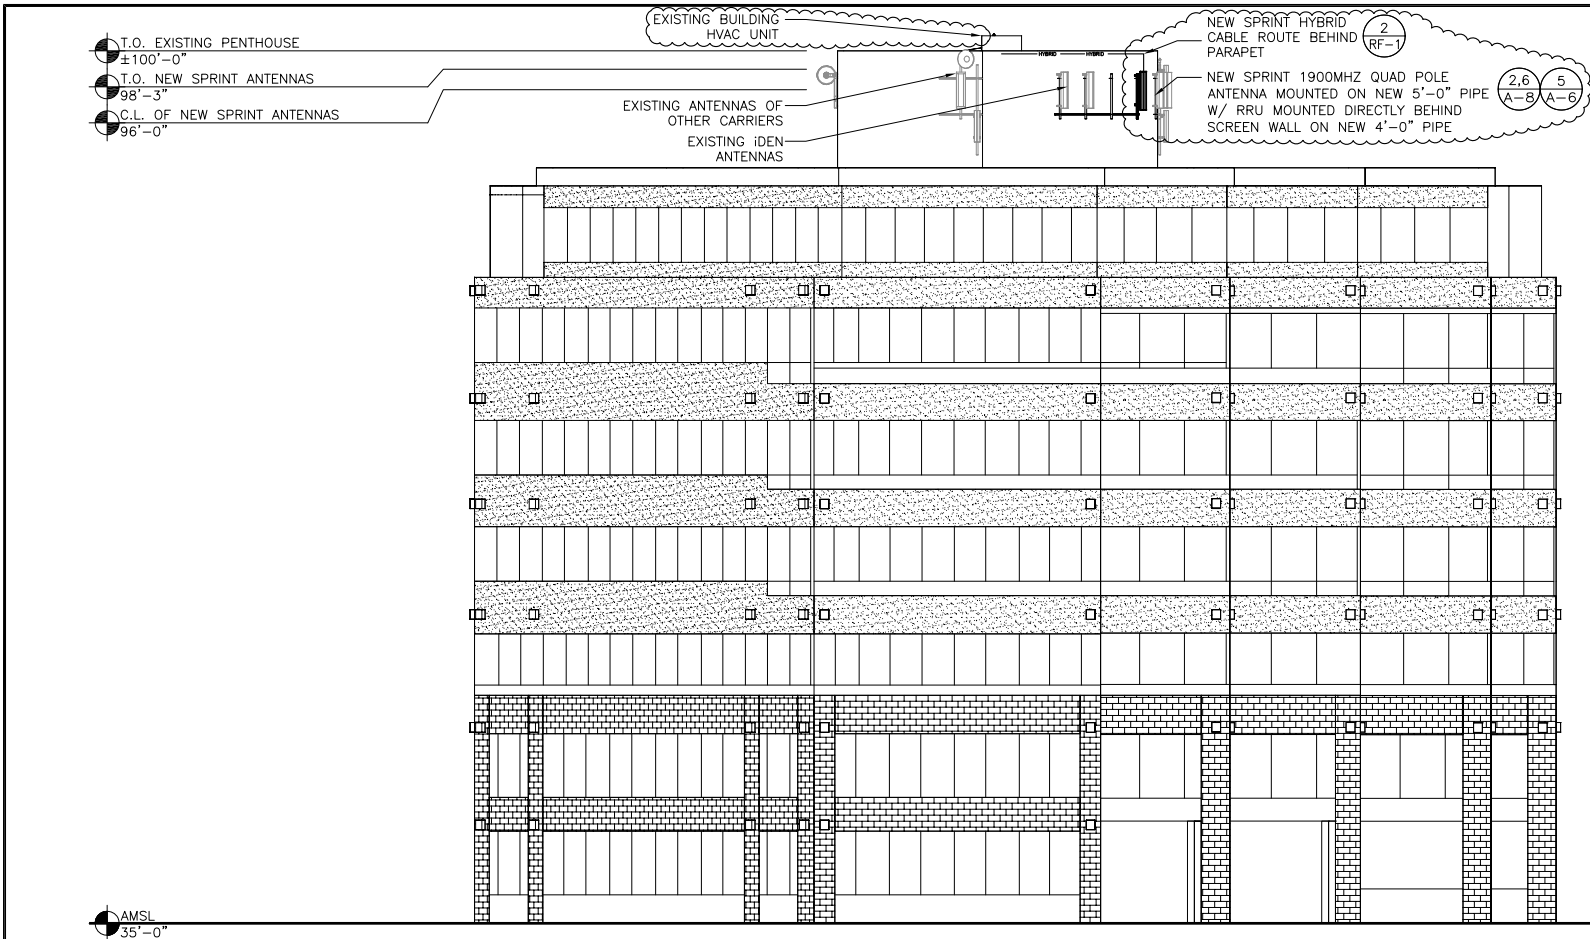 EXISTING BUILDING
HVAC UNIT
NEW SPRINT HYBRID
CABLE ROUTE BEHIND
PARAPET
2
RF-1
T.O. EXISTING PENTHOUSE
±100'-0"
T.O. NEW SPRINT ANTENNAS
98'-3"
C.L. OF NEW SPRINT ANTENNAS
96'-0"
HYBRID
HYBRID
EXISTING ANTENNAS OF
OTHER CARRIERS
EXISTING iDEN
ANTENNAS
NEW SPRINT 1900MHZ QUAD POLE
ANTENNA MOUNTED ON NEW 5'-0" PIPE
W/ RRU MOUNTED DIRECTLY BEHIND
SCREEN WALL ON NEW 4'-0" PIPE
2,6
A-8
5
A-6
AMSL
35'-0"